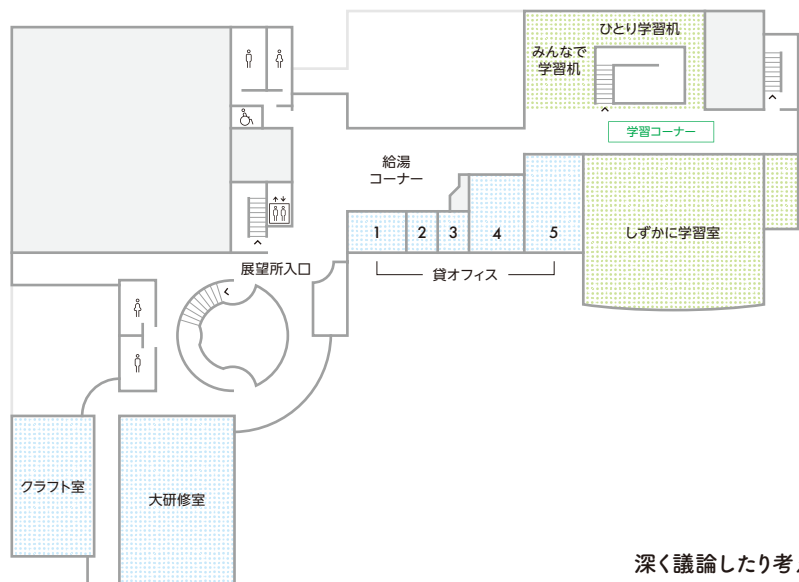 ひとり学習机
みんなで
学習机
学習コーナー
給湯
コーナー
1
2
3
4
5
しずかに学習室
展望所入口
貸オフィス
クラフト室
大研修室
深く議論したり考